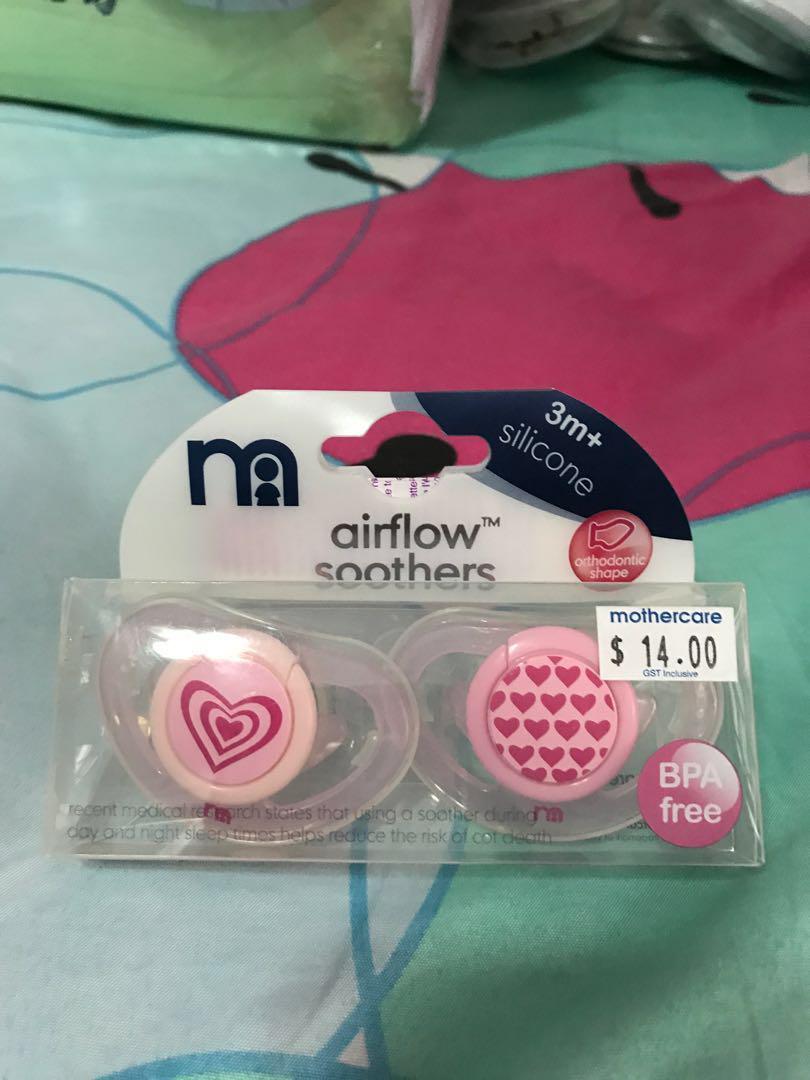 3m+
silicone
m
airflow™
soothers
orthodontic
shape
mothercare
$ 14.00
GST Inclusive
BPA
free
recent medical research states that using a soother during
day and night sleep times helps reduce the risk of cot death